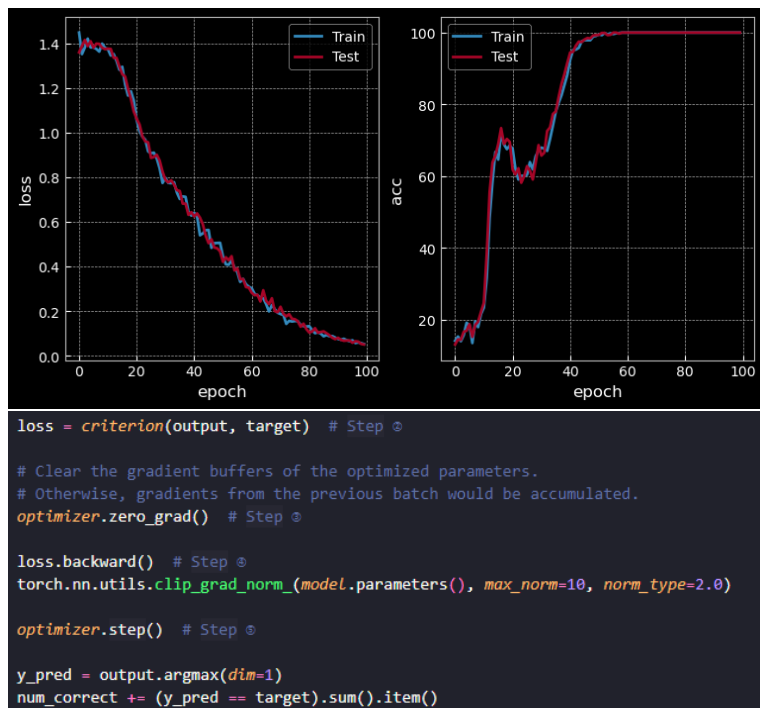 loss
1.4
1.2
1.0
0.8
0.6
0.4
0.2
0.0
Train
Test
0 20 40 60 80 100
epoch
acc
100
80
60
40
20
Train
Test
0 20 40 60 80 100
epoch
loss = criterion(output, target)  # Step ②
# Clear the gradient buffers of the optimized parameters.
# Otherwise, gradients from the previous batch would be accumulated.
optimizer.zero_grad()  # Step ③
loss.backward()  # Step ④
torch.nn.utils.clip_grad_norm_(model.parameters(), max_norm=10, norm_type=2.0)
optimizer.step()  # Step ⑤
y_pred = output.argmax(dim=1)
num_correct += (y_pred == target).sum().item()